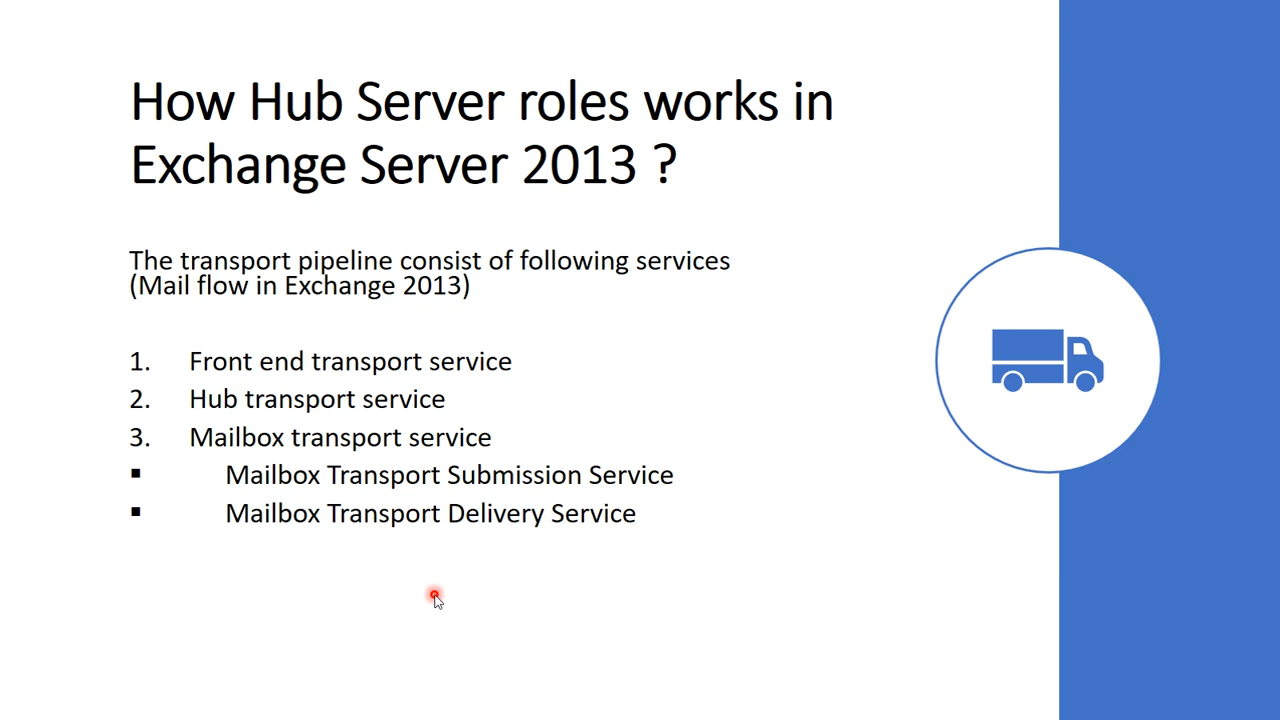 How Hub Server roles works in
Exchange Server 2013 ?
The transport pipeline consist of following services
(Mail flow in Exchange 2013)
1. Front end transport service
2. Hub transport service
3. Mailbox transport service
▪ Mailbox Transport Submission Service
▪ Mailbox Transport Delivery Service